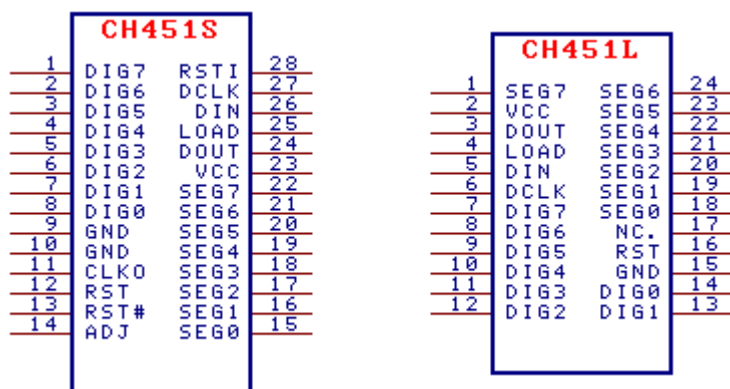 CH451S
1 DIG7 RSTI 28
2 DIG6 DCLK 27
3 DIG5 DIN 26
4 DIG4 LOAD 25
5 DIG3 DOUT 24
6 DIG2 VCC 23
7 DIG1 SEG7 22
8 DIG0 SEG6 21
9 GND SEG5 20
10 GND SEG4 19
11 CLKO SEG3 18
12 RST SEG2 17
13 RST# SEG1 16
14 ADJ SEG0 15
CH451L
1 SEG7 SEG6 24
2 VCC SEG5 23
3 DOUT SEG4 22
4 LOAD SEG3 21
5 DIN SEG2 20
6 DCLK SEG1 19
7 DIG7 SEG0 18
8 DIG6 NC. 17
9 DIG5 RST 16
10 DIG4 GND 15
11 DIG3 DIG0 14
12 DIG2 DIG1 13